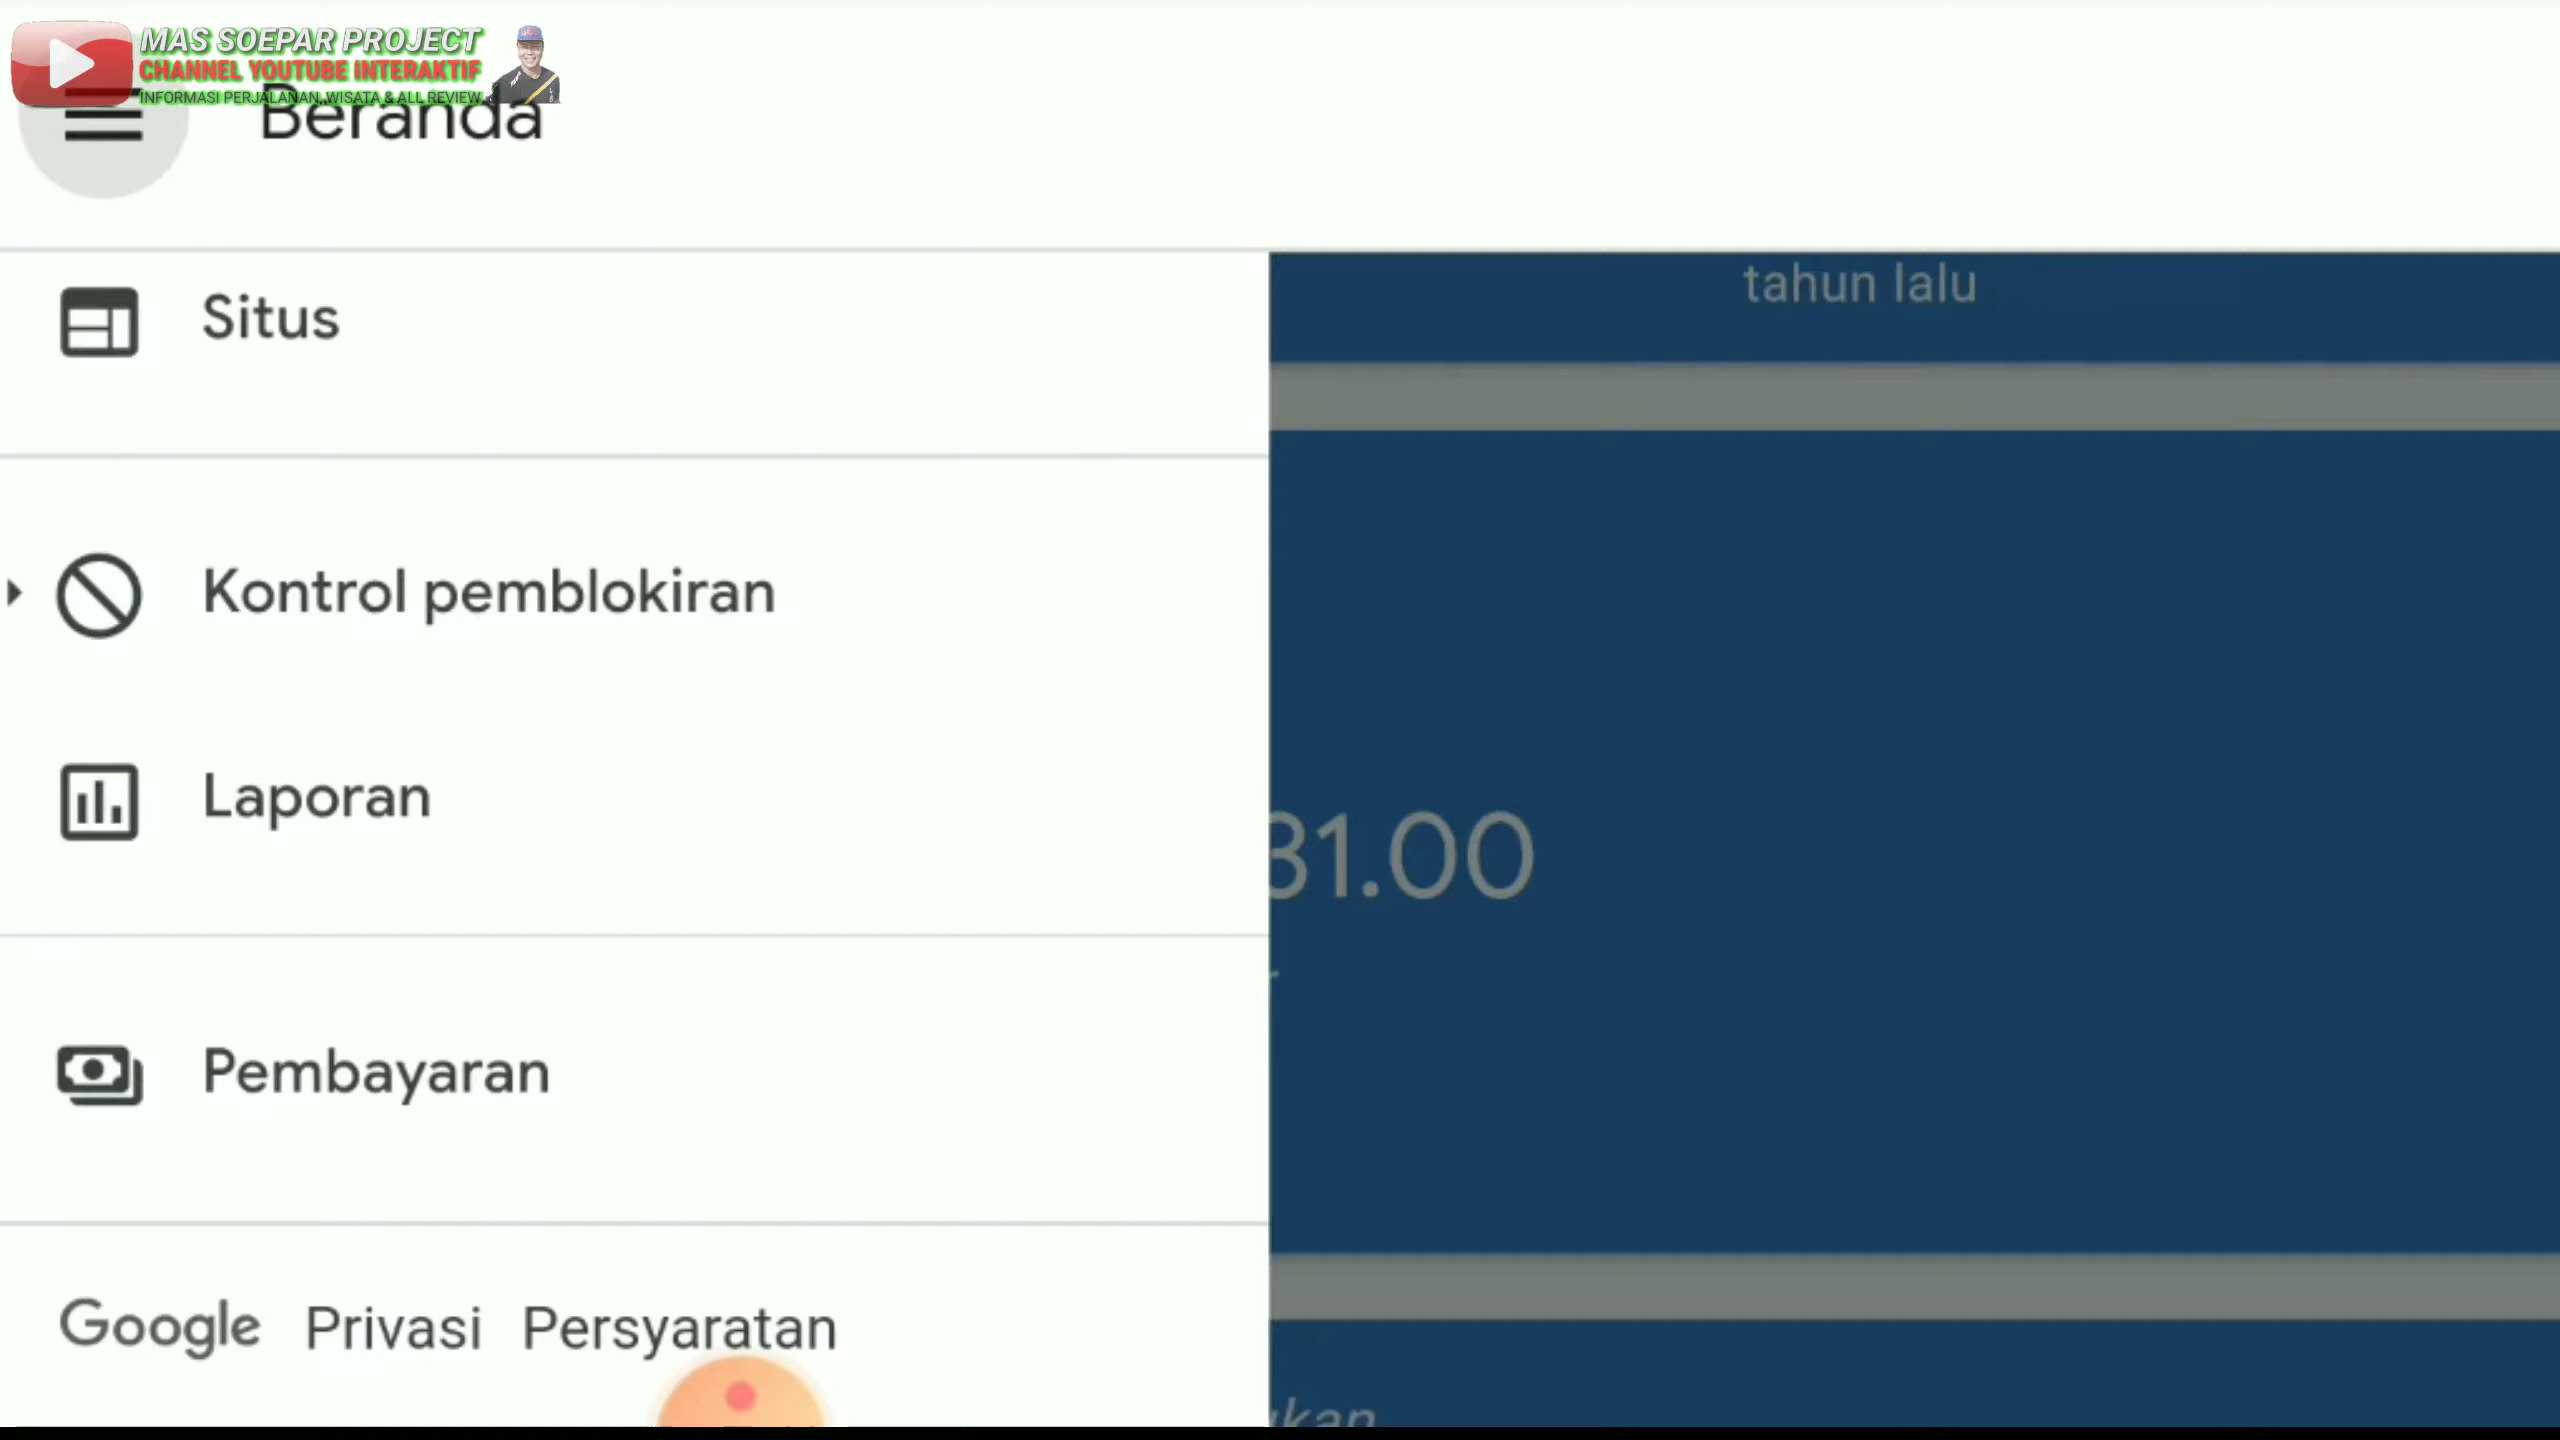 MAS SOEPAR PROJECT
CHANNEL YOUTUBE INTERAKTIF
INFORMASI PERJALANAN, WISATA & ALL REVIEW
Beranda
Situs
tahun lalu
Kontrol pemblokiran
Laporan
31.00
Pembayaran
Google Privasi Persyaratan